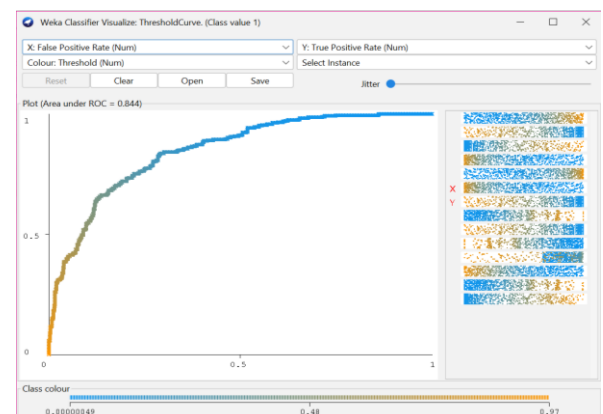 Weka Classifier Visualize: ThresholdCurve. (Class value 1)
X: False Positive Rate (Num) Y: True Positive Rate (Num)
Colour: Threshold (Num) Select Instance
Reset Clear Open Save Jitter
Plot (Area under ROC = 0.844)
1
X
Y
0.5
0
0 0.5 1
Class colour
0.00000049 0.48 0.97